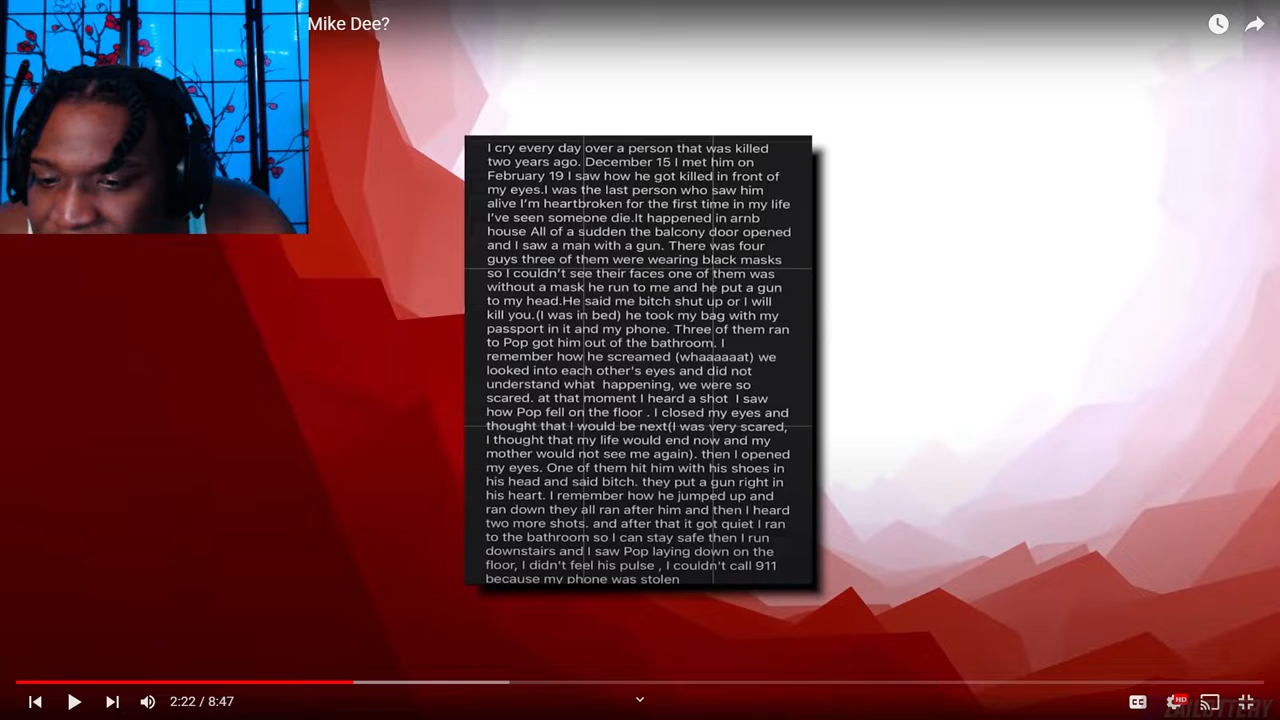 Mike Dee?
I cry every day over a person that was killed
two years ago. December 15 I met him on
February 19 I saw how he got killed in front of
my eyes.I was the last person who saw him
alive I'm heartbroken for the first time in my life
I've seen someone die.It happened in arnb
house All of a sudden the balcony door opened
and I saw a man with a gun. There was four
guys three of them were wearing black masks
so I couldn't see their faces one of them was
without a mask he run to me and he put a gun
to my head.He said me bitch shut up or I will
kill you.(I was in bed) he took my bag with my
passport in it and my phone. Three of them ran
to Pop got him out of the bathroom. I
remember how he screamed (whaaaaaat) we
looked into each other's eyes and did not
understand what happening, we were so
scared. at that moment I heard a shot I saw
how Pop fell on the floor . I closed my eyes and
thought that I would be next(I was very scared,
I thought that my life would end now and my
mother would not see me again). then I opened
my eyes. One of them hit him with his shoes in
his head and said bitch. they put a gun right in
his heart. I remember how he jumped up and
ran down they all ran after him and then I heard
two more shots. and after that it got quiet I ran
to the bathroom so I can stay safe then I run
downstairs and I saw Pop laying down on the
floor, I didn't feel his pulse , I couldn't call 911
because my phone was stolen
2:22 / 8:47
CC
HD